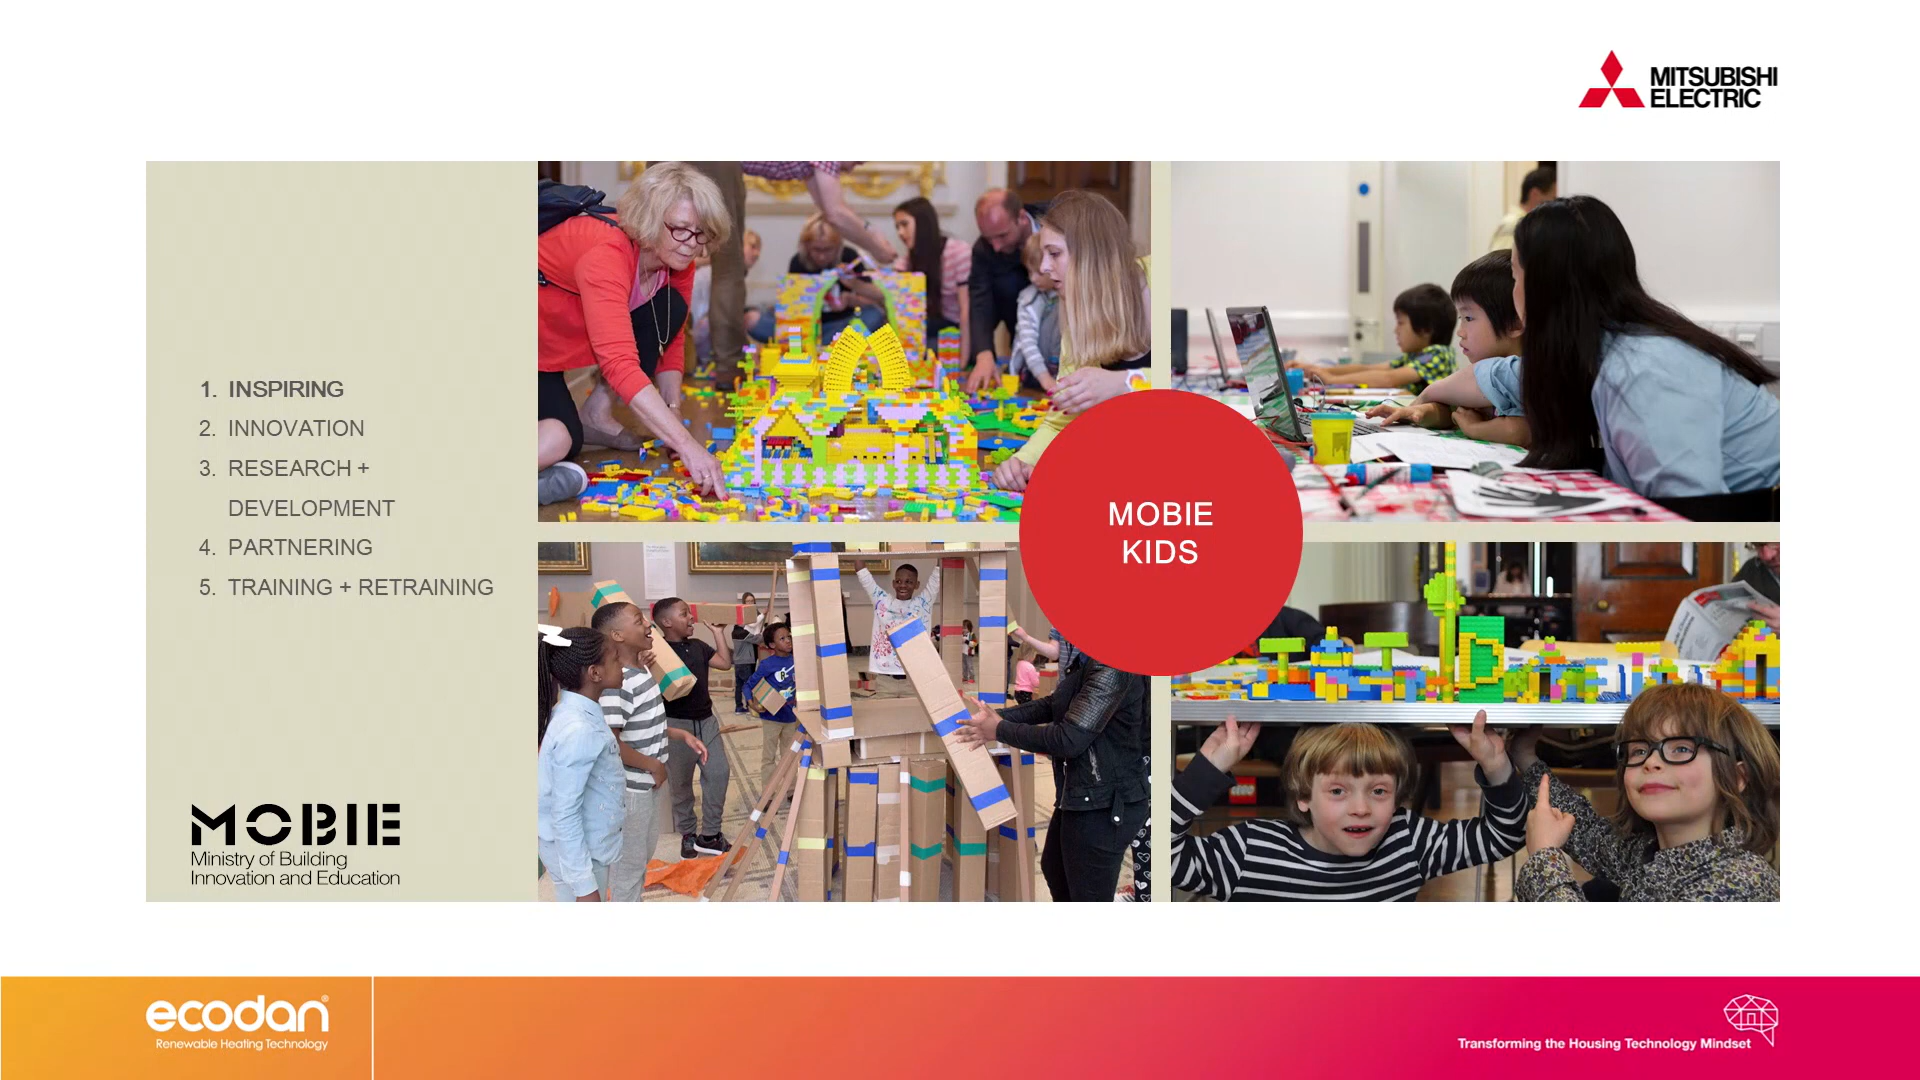 MITSUBISHI
ELECTRIC
1. INSPIRING
2. INNOVATION
3. RESEARCH +
DEVELOPMENT
4. PARTNERING
5. TRAINING + RETRAINING
MOBIE
KIDS
MOBIE
Ministry of Building
Innovation and Education
ecodan®
Renewable Heating Technology
Transforming the Housing Technology Mindset